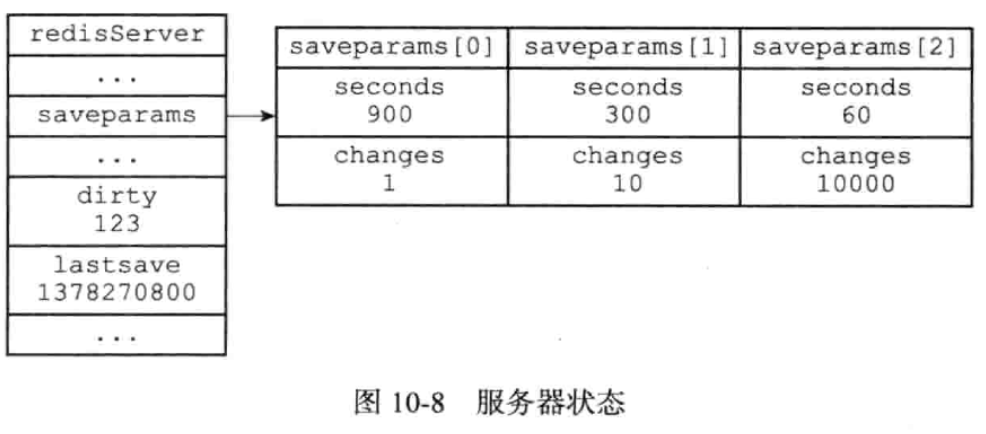 redisServer
...
saveparams
...
dirty
123
lastsave
1378270800
...
saveparams[0] saveparams[1] saveparams[2]
seconds seconds seconds
900 300 60
changes changes changes
1 10 10000
图 10-8 服务器状态